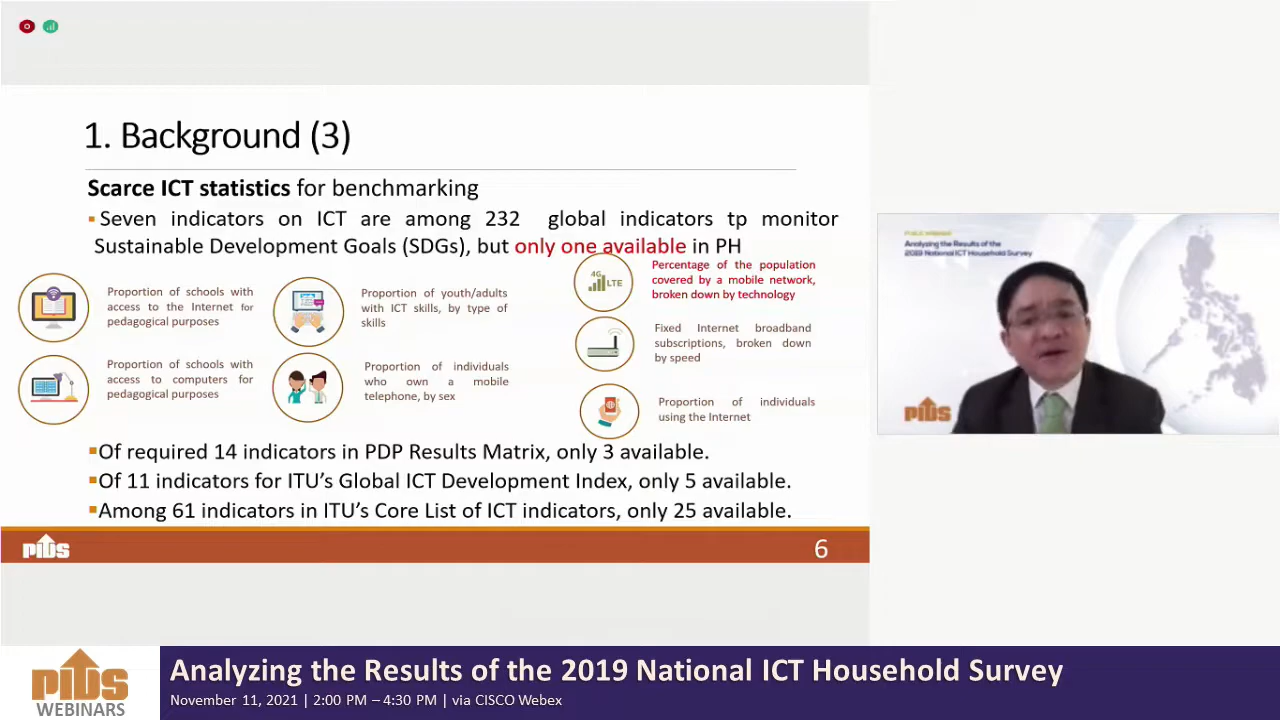 1. Background (3)
Scarce ICT statistics for benchmarking
Seven indicators on ICT are among 232 global indicators tp monitor
Sustainable Development Goals (SDGs), but only one available in PH
Proportion of schools with
access to the Internet for
pedagogical purposes
Proportion of youth/adults
with ICT skills, by type of
skills
4G
LTE
Percentage of the population
covered by a mobile network,
broken down by technology
Fixed Internet broadband
subscriptions, broken down
by speed
Proportion of schools with
access to computers for
pedagogical purposes
Proportion of individuals
who own a mobile
telephone, by sex
Proportion of individuals
using the Internet
Of required 14 indicators in PDP Results Matrix, only 3 available.
Of 11 indicators for ITU's Global ICT Development Index, only 5 available.
Among 61 indicators in ITU's Core List of ICT indicators, only 25 available.
PIDS
6
PUBLIC WEBINAR
Analyzing the Results of the
2019 National ICT Household Survey
PIDS
PIDS
WEBINARS
Analyzing the Results of the 2019 National ICT Household Survey
November 11, 2021 | 2:00 PM – 4:30 PM | via CISCO Webex